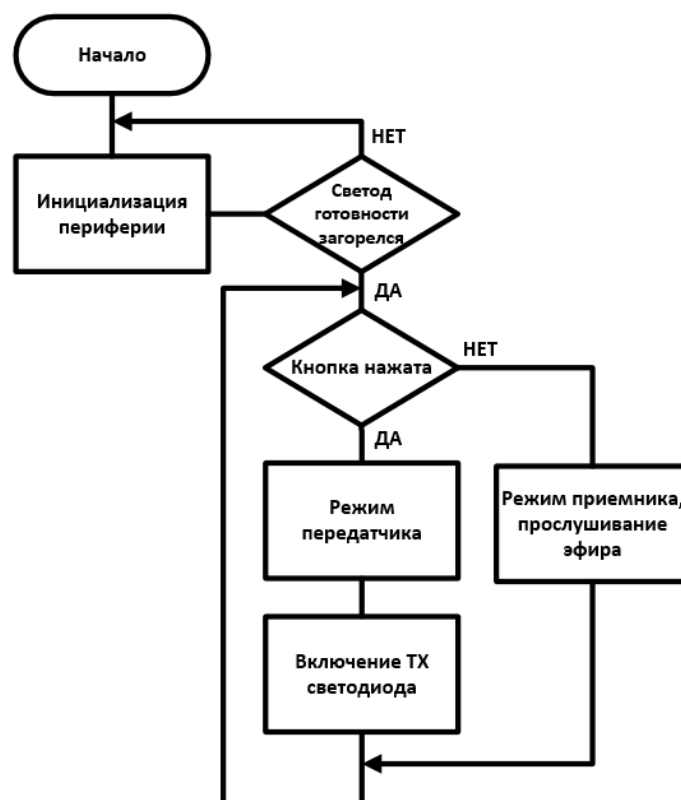 Начало
НЕТ
Инициализация
периферии
Светод
готовности
загорелся
ДА
Кнопка нажата
НЕТ
ДА
Режим
передатчика
Режим приемника,
прослушивание
эфира
Включение TX
светодиода